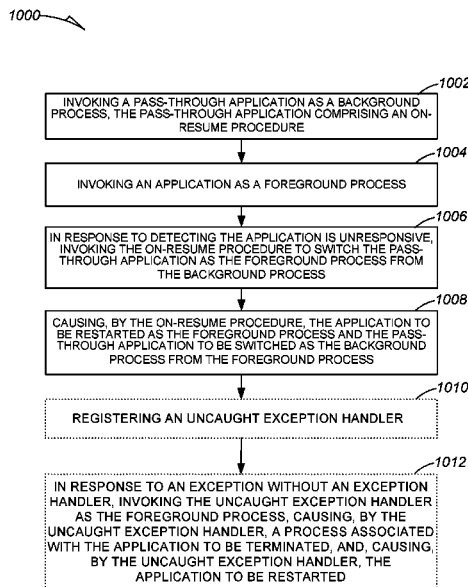 1000
1002
INVOKING A PASS-THROUGH APPLICATION AS A BACKGROUND
PROCESS, THE PASS-THROUGH APPLICATION COMPRISING AN ON-
RESUME PROCEDURE
1004
INVOKING AN APPLICATION AS A FOREGROUND PROCESS
1006
IN RESPONSE TO DETECTING THE APPLICATION IS UNRESPONSIVE,
INVOKING THE ON-RESUME PROCEDURE TO SWITCH THE PASS-
THROUGH APPLICATION AS THE FOREGROUND PROCESS FROM
THE BACKGROUND PROCESS
1008
CAUSING, BY THE ON-RESUME PROCEDURE, THE APPLICATION TO
BE RESTARTED AS THE FOREGROUND PROCESS AND THE PASS-
THROUGH APPLICATION TO BE SWITCHED AS THE BACKGROUND
PROCESS FROM THE FOREGROUND PROCESS
1010
REGISTERING AN UNCAUGHT EXCEPTION HANDLER
1012
IN RESPONSE TO AN EXCEPTION WITHOUT AN EXCEPTION
HANDLER, INVOKING THE UNCAUGHT EXCEPTION HANDLER
AS THE FOREGROUND PROCESS, CAUSING, BY THE
UNCAUGHT EXCEPTION HANDLER, A PROCESS ASSOCIATED
WITH THE APPLICATION TO BE TERMINATED, AND, CAUSING,
BY THE UNCAUGHT EXCEPTION HANDLER, THE
APPLICATION TO BE RESTARTED